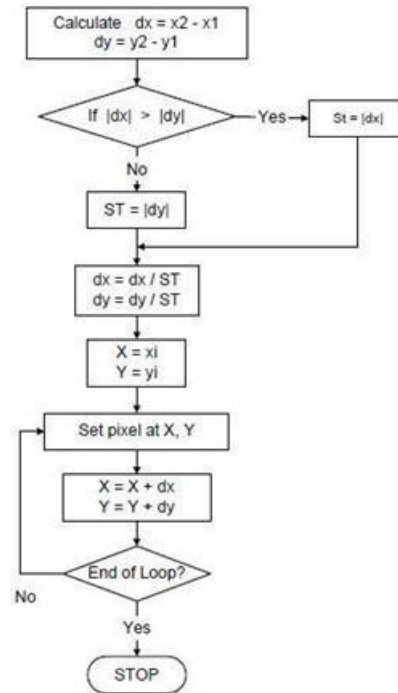 Calculate dx = x2 - x1
dy = y2 - y1
If |dx| > |dy|
Yes
St = |dx|
No
ST = |dy|
dx = dx / ST
dy = dy / ST
X = xi
Y = yi
Set pixel at X, Y
X = X + dx
Y = Y + dy
End of Loop?
No
Yes
STOP